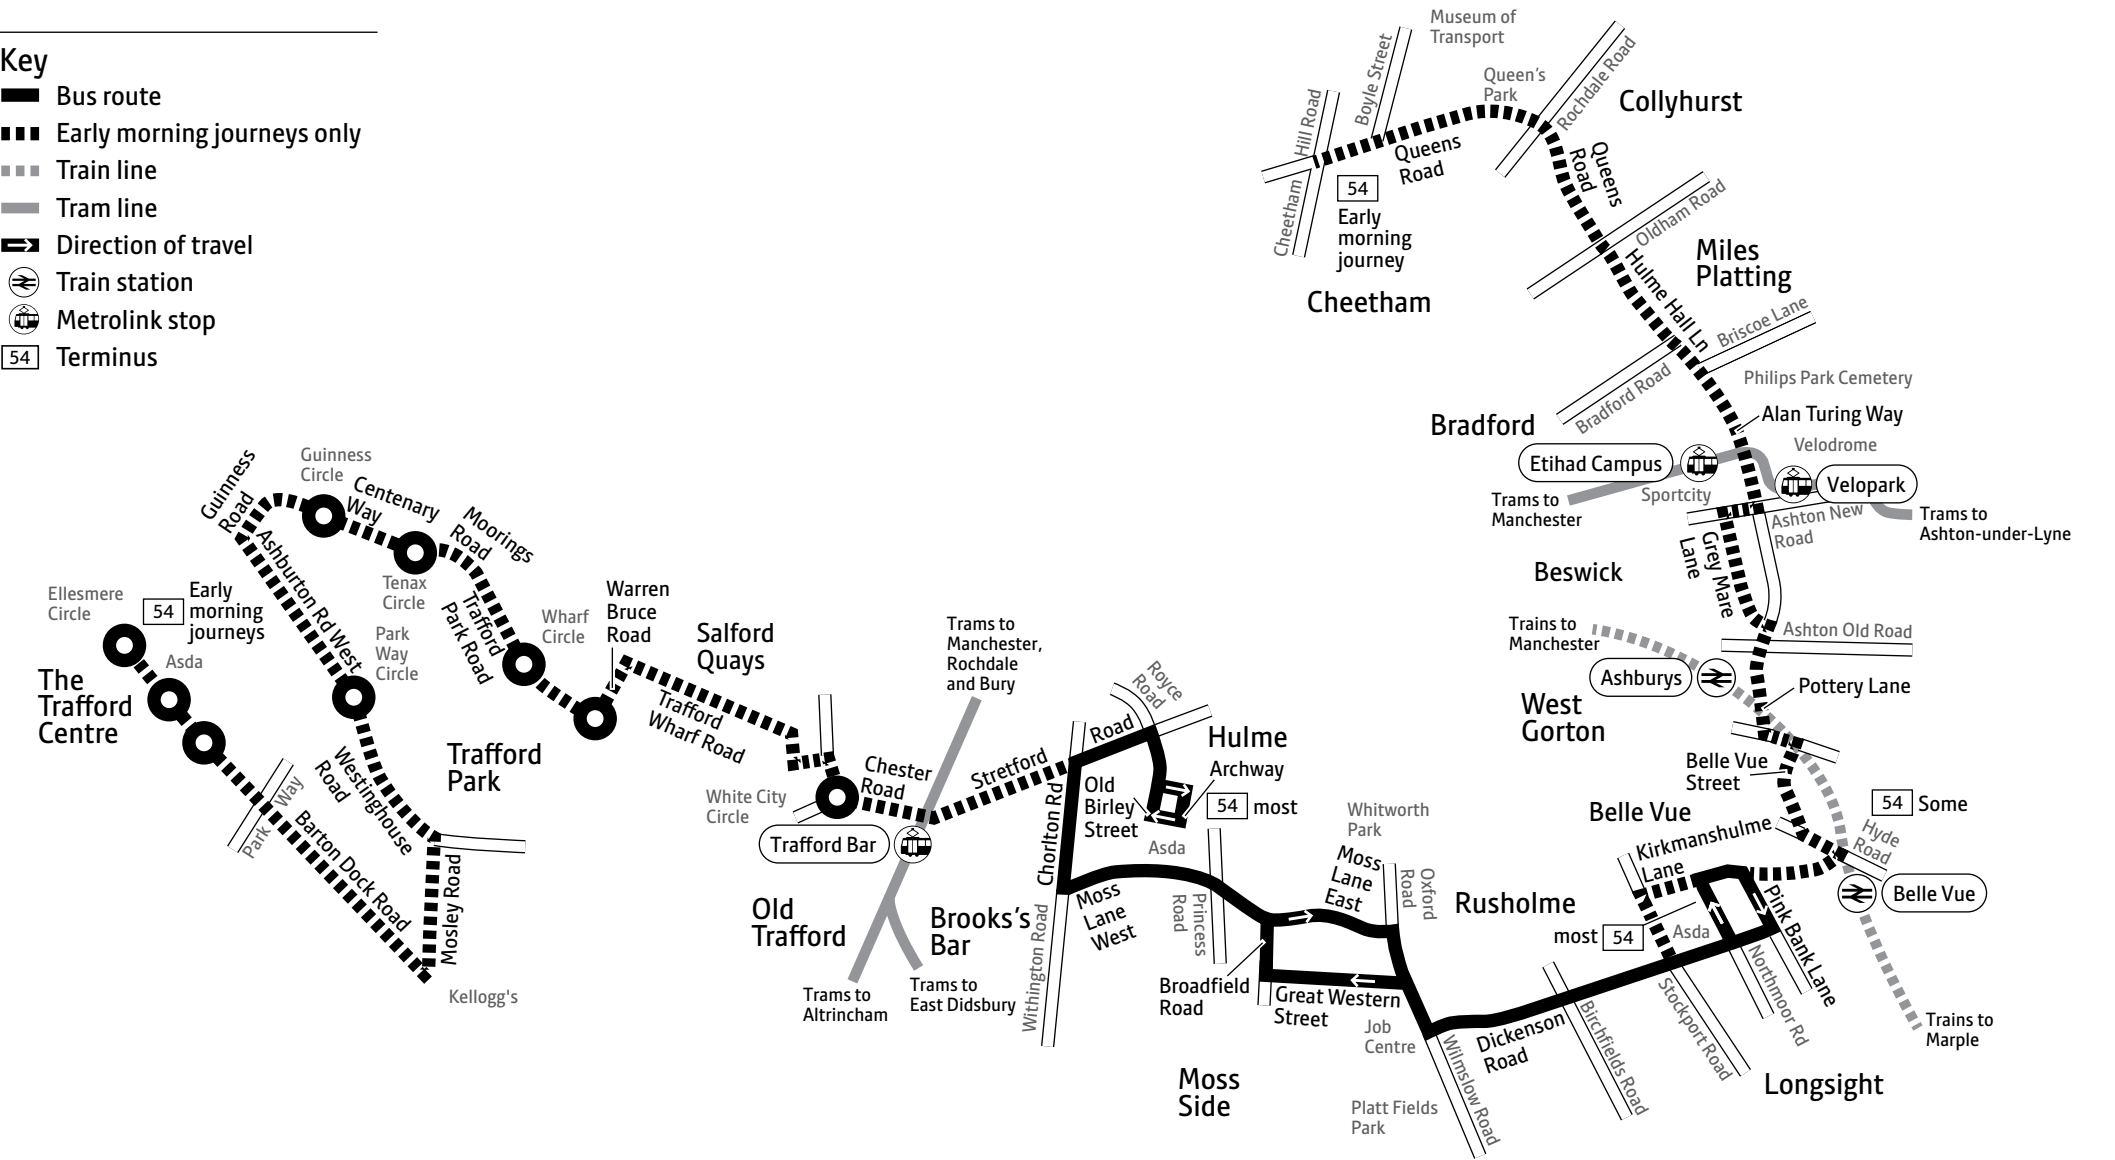 Key
Bus route
Early morning journeys only
Train line
Tram line
Direction of travel
Train station
Metrolink stop
54 Terminus
Museum of
Transport
Boyle Street
Hill Road
Cheetham
Queen's
Park
Rochdale Road
Collyhurst
Queens
Road
Queens
Road
54
Early
morning
journey
Cheetham
Oldham Road
Miles
Platting
Hulme Hall Ln
Briscoe Lane
Bradford Road
Philips Park Cemetery
Alan Turing Way
Bradford
Velodrome
Etihad Campus
Velopark
Sportcity
Trams to
Manchester
Ashton New
Road
Trams to
Ashton-under-Lyne
Grey Mare
Lane
Beswick
Trains to
Manchester
Ashton Old Road
Ashburys
Pottery Lane
West
Gorton
Belle Vue
Street
54 Some
Belle Vue
Hyde
Road
Kirkmanshulme
Lane
Belle Vue
Pink Bank Lane
Rusholme
most 54
Asda
Northmoor Rd
Stockport Road
Birchfields Road
Trains to
Marple
Longsight
Dickenson
Road
Wilmslow Road
Guinness
Road
Guinness
Circle
Centenary
Way
Moorings
Road
Ashburton Rd West
Tenax
Circle
Ellesmere
Circle
54
Early
morning
journeys
Asda
The
Trafford
Centre
Park
Way
Circle
Trafford
Park Road
Wharf
Circle
Warren
Bruce
Road
Salford
Quays
Trafford
Wharf Road
Westinghouse
Road
Trafford
Park
Park Way
Barton Dock Road
Mosley Road
Kellogg's
Trams to
Manchester,
Rochdale
and Bury
White City
Circle
Chester
Road
Trafford Bar
Stretford
Road
Royce
Road
Hulme
Archway
54 most
Old
Birley
Street
Chorlton Rd
Asda
Old
Trafford
Brooks's
Bar
Trams to
Altrincham
Trams to
East Didsbury
Withington Road
Moss
Lane
West
Princess
Road
Whitworth
Park
Moss
Lane
East
Oxford
Road
Broadfield
Road
Great Western
Street
Job
Centre
Moss
Side
Platt Fields
Park